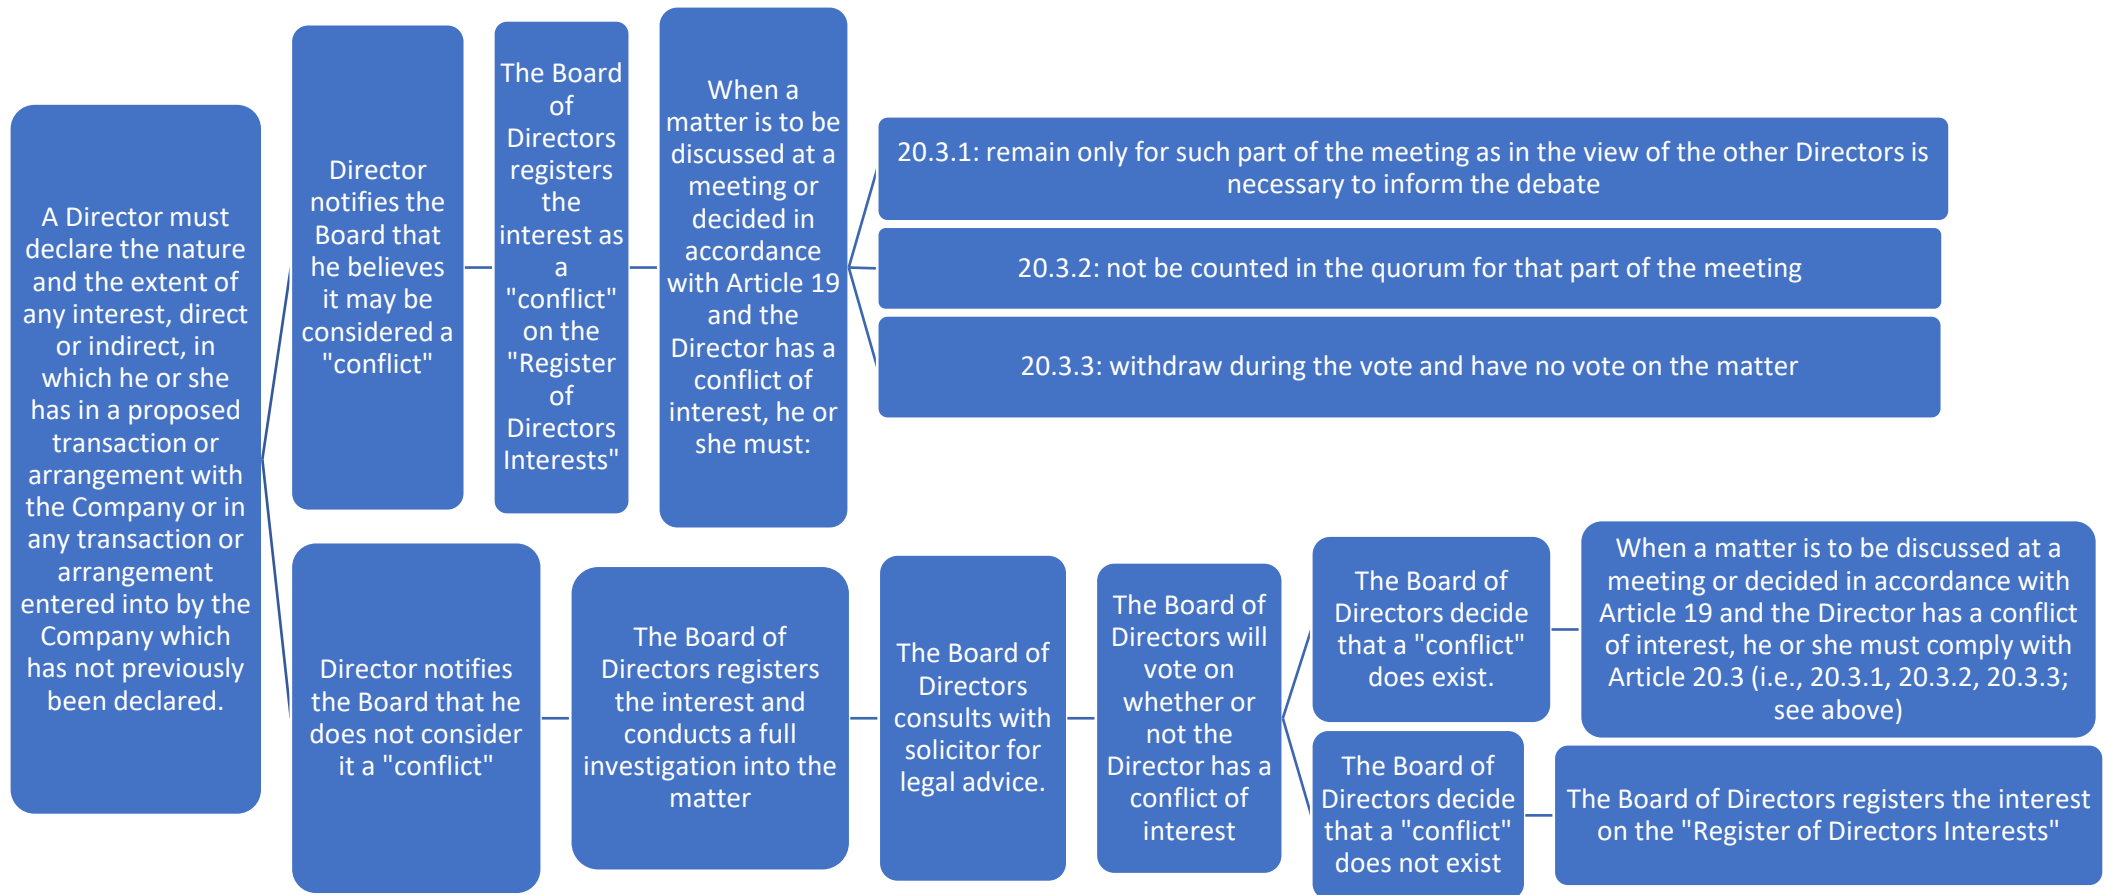 A Director must
declare the nature
and the extent of
any interest, direct
or indirect, in
which he or she
has in a proposed
transaction or
arrangement with
the Company or in
any transaction or
arrangement
entered into by the
Company which
has not previously
been declared.
Director
notifies the
Board that
he believes
it may be
considered a
"conflict"
The Board
of
Directors
registers
the
interest as
a
"conflict"
on the
"Register
of
Directors
Interests"
When a
matter is to be
discussed at a
meeting or
decided in
accordance
with Article 19
and the
Director has a
conflict of
interest, he or
she must:
20.3.1: remain only for such part of the meeting as in the view of the other Directors is
necessary to inform the debate
20.3.2: not be counted in the quorum for that part of the meeting
20.3.3: withdraw during the vote and have no vote on the matter
Director notifies
the Board that he
does not consider
it a "conflict"
The Board of
Directors registers
the interest and
conducts a full
investigation into the
matter
The Board of
Directors
consults with
solicitor for
legal advice.
The Board of
Directors will
vote on
whether or
not the
Director has a
conflict of
interest
The Board of
Directors decide
that a "conflict"
does exist.
When a matter is to be discussed at a
meeting or decided in accordance with
Article 19 and the Director has a conflict
of interest, he or she must comply with
Article 20.3 (i.e., 20.3.1, 20.3.2, 20.3.3;
see above)
The Board of
Directors decide
that a "conflict"
does not exist
The Board of Directors registers the interest
on the "Register of Directors Interests"